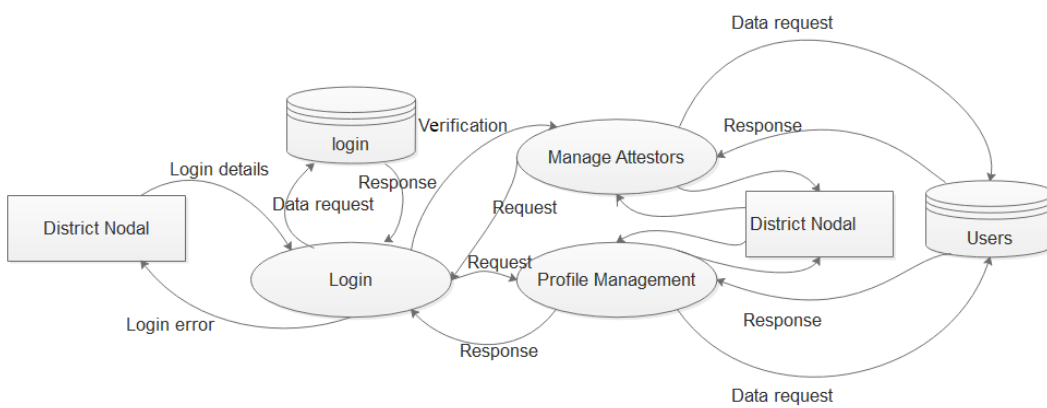 Data request
Verification
Response
login
Manage Attestors
Login details
Response
Data request
Request
District Nodal
District Nodal
Users
Request
Login
Profile Management
Login error
Response
Response
Data request